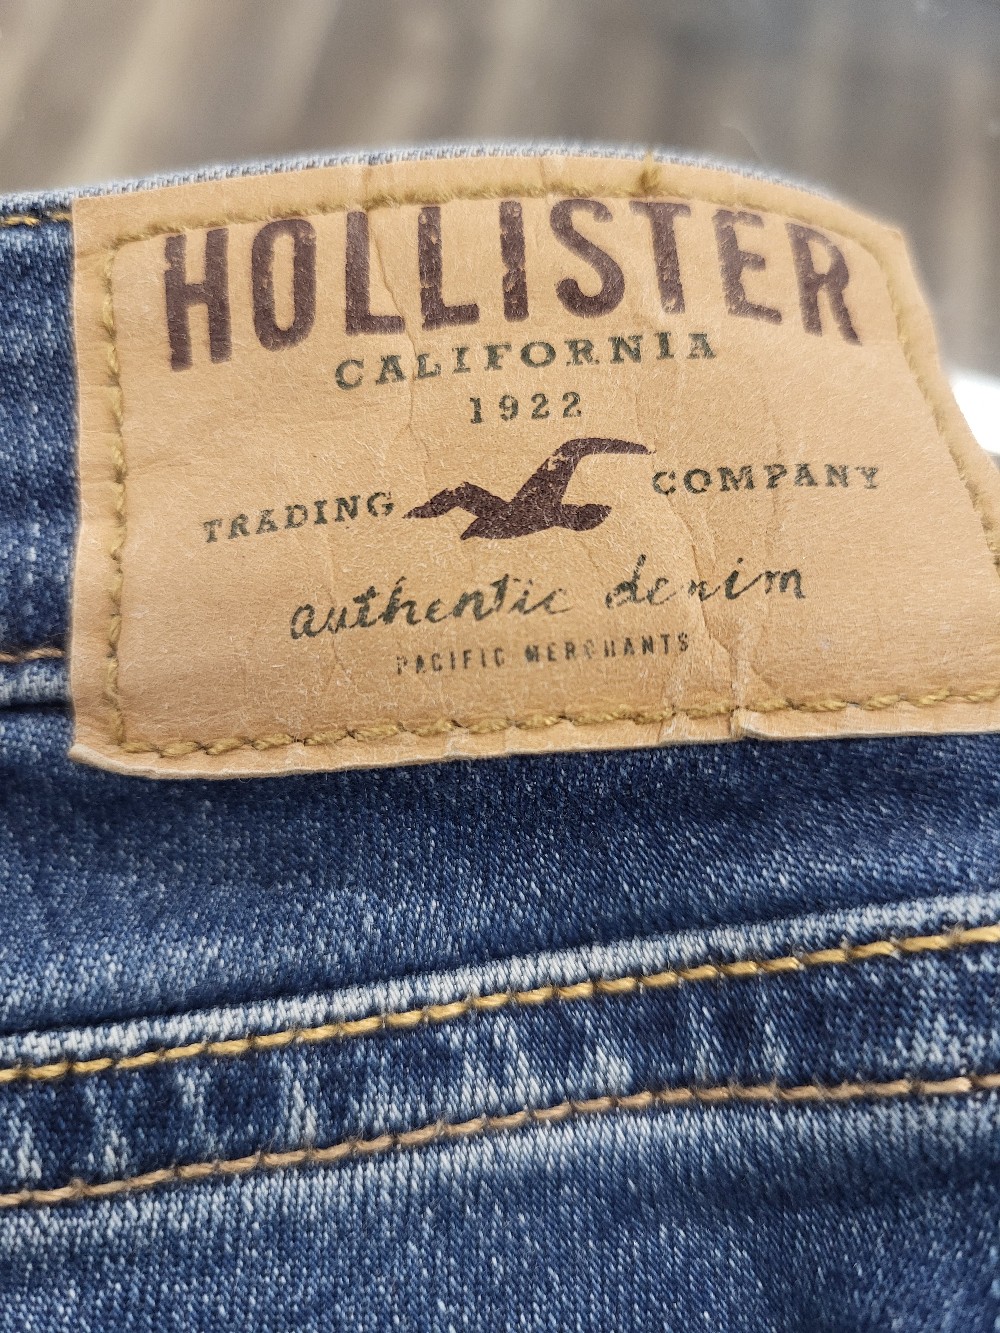 HOLLISTER
CALIFORNIA
1922
TRADING COMPANY
authentic denim
PACIFIC MERCHANTS